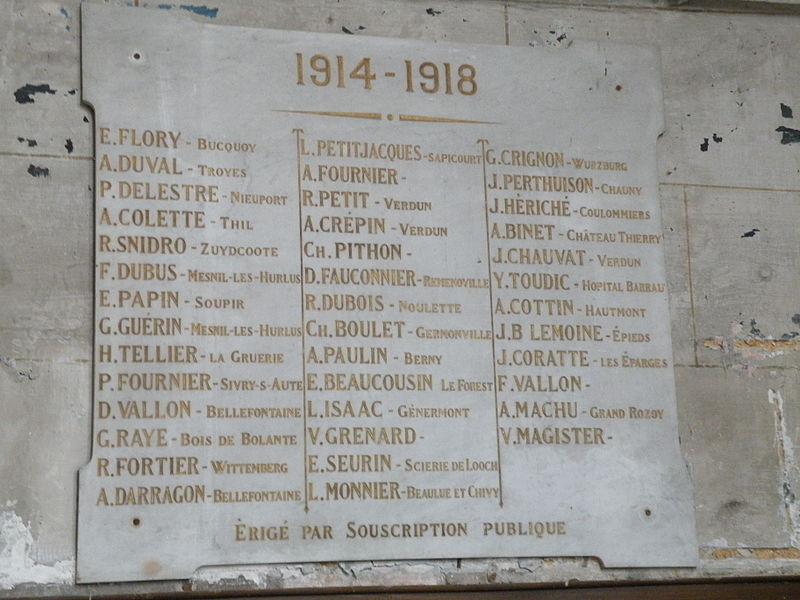 1914-1918
E. FLORY - BUCQUOY
A. DUVAL - TROYES
P. DELESTRE - NIEUPORT
A. COLETTE - THIL
R. SNIDRO - ZUYDCOOTE
F. DUBUS - MESNIL-LES-HURLUS
E. PAPIN - SOUPIR
G. GUÉRIN - MESNIL-LES-HURLUS
H. TELLIER - LA GRUERIE
P. FOURNIER - SIVRY-S-AUTE
D. VALLON - BELLEFONTAINE
G. RAYE - BOIS DE BOLANTE
R. FORTIER - WITTEMBERG
A. DARRAGON - BELLEFONTAINE
L. PETITJACQUES - SAPICOURT
A. FOURNIER -
R. PETIT - VERDUN
A. CRÉPIN - VERDUN
CH. PITHON -
D. FAUCONNIER - REMENOVILLE
R. DUBOIS - NOULETTE
CH. BOULET - GERMONVILLE
A. PAULIN - BERNY
E. BEAUCOUSIN LE FOREST
L. ISAAC - GÉNERMONT
V. GRENARD -
E. SEURIN - SCIERIE DE LOOCH
L. MONNIER - BEAULUE ET CHIVY
G. CRIGNON - WURZBURG
J. PERTHUISON - CHAUNY
J. HÉRICHÉ - COULOMMIERS
A. BINET - CHÂTEAU THIERRY
J. CHAUVAT - VERDUN
Y. TOUDIC - HOPITAL BARRAU
A. COTTIN - HAUTMONT
J.B LEMOINE - ÉPIEDS
J. CORATTE - LES ÉPARGES
F. VALLON -
A. MACHU - GRAND ROZOY
V. MAGISTER -
ÈRIGÉ PAR SOUSCRIPTION PUBLIQUE